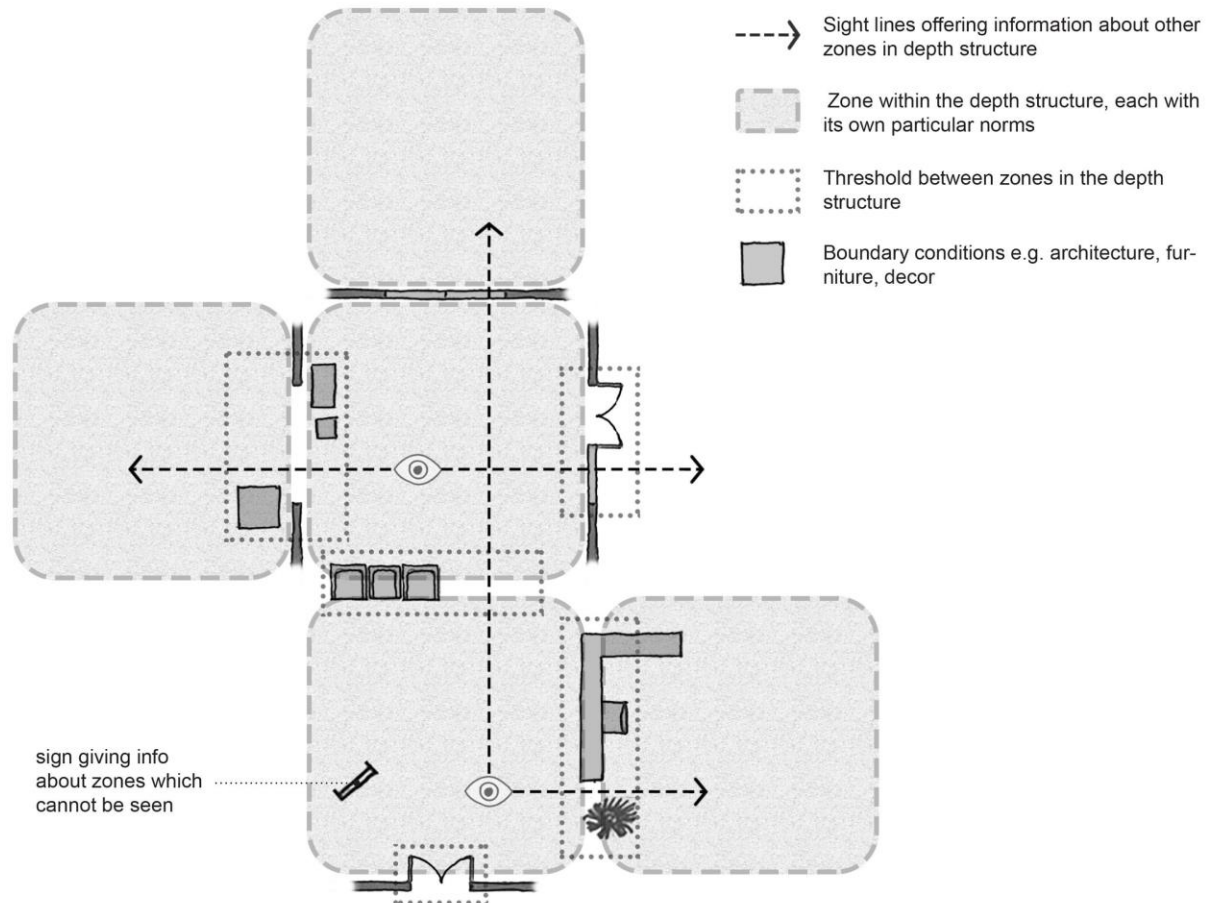 Sight lines offering information about other
zones in depth structure
Zone within the depth structure, each with
its own particular norms
Threshold between zones in the depth
structure
Boundary conditions e.g. architecture, fur-
niture, decor
sign giving info
about zones which
cannot be seen